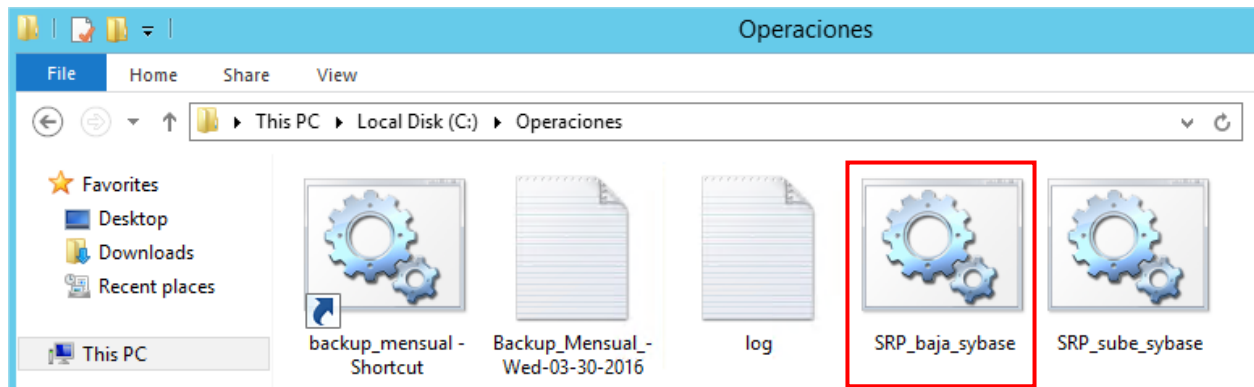 Operaciones
File Home Share View
This PC Local Disk (C:) Operaciones
Favorites
Desktop
Downloads
Recent places
This PC
backup_mensual -
Shortcut
Backup_Mensual_-
Wed-03-30-2016
log
SRP_baja_sybase
SRP_sube_sybase